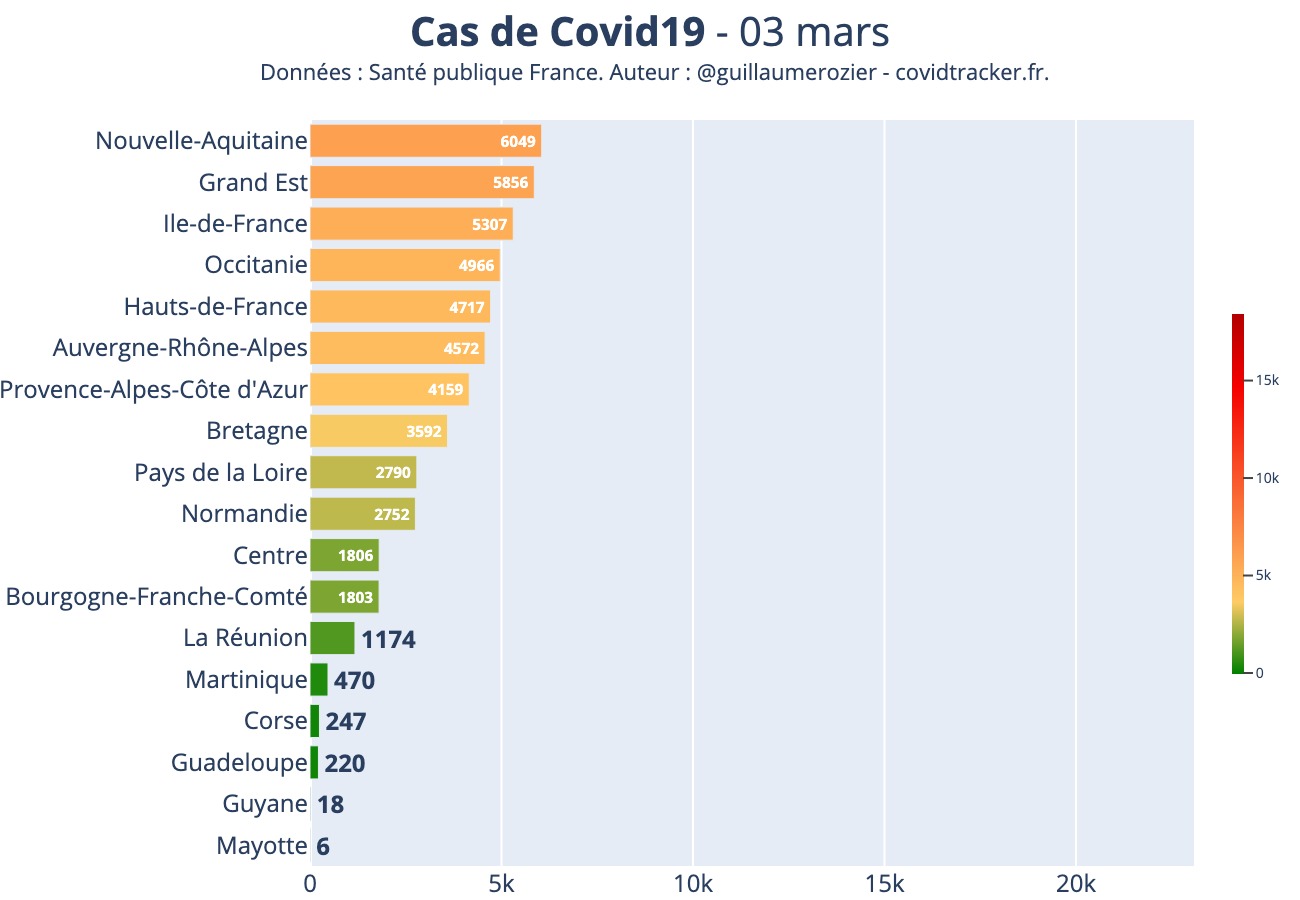 Cas de Covid19 - 03 mars
Données : Santé publique France. Auteur : @guillaumerozier - covidtracker.fr.
Nouvelle-Aquitaine 6049
Grand Est 5856
Ile-de-France 5307
Occitanie 4966
Hauts-de-France 4717
Auvergne-Rhône-Alpes 4572
Provence-Alpes-Côte d'Azur 4159
Bretagne 3592
Pays de la Loire 2790
Normandie 2752
Centre 1806
Bourgogne-Franche-Comté 1803
La Réunion 1174
Martinique 470
Corse 247
Guadeloupe 220
Guyane 18
Mayotte 6
0 5k 10k 15k 20k
15k
10k
5k
0